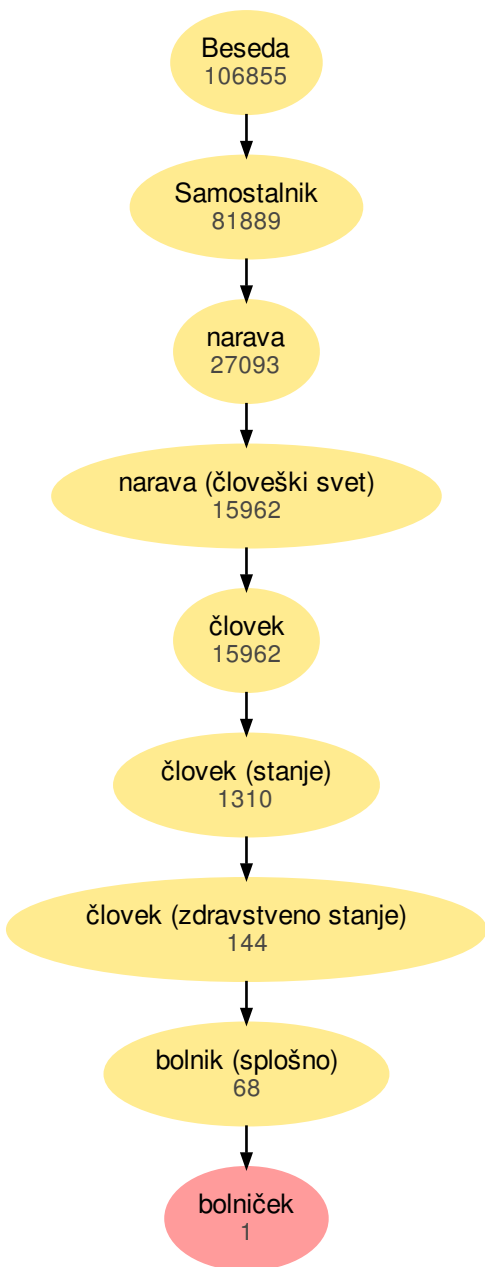 Beseda
106855
Samostalnik
81889
narava
27093
narava (človeški svet)
15962
človek
15962
človek (stanje)
1310
človek (zdravstveno stanje)
144
bolnik (splošno)
68
bolniček
1